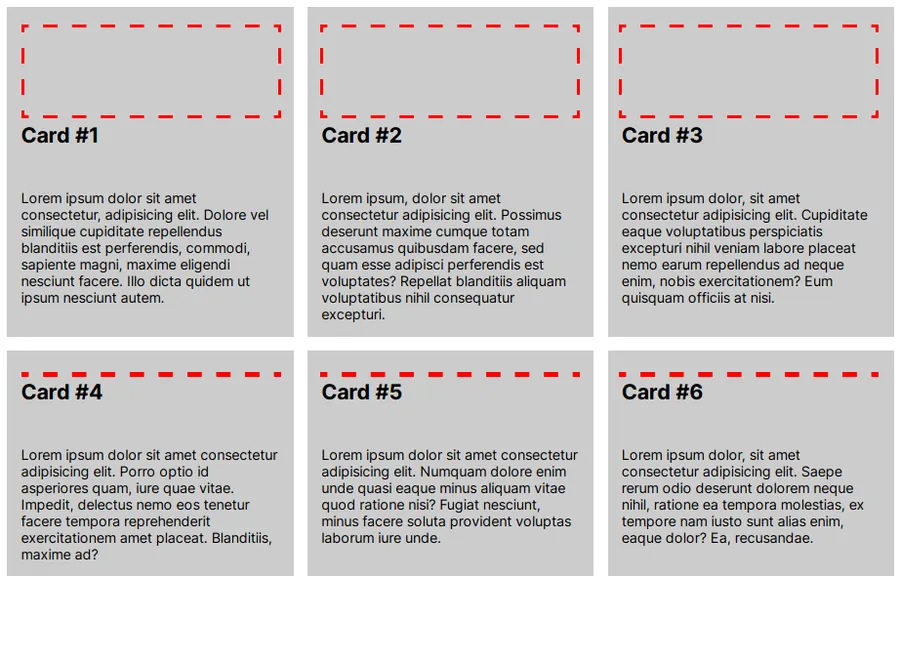 Card #1
Lorem ipsum dolor sit amet
consectetur, adipisicing elit. Dolore vel
similique cupiditate repellendus
blanditiis est perferendis, commodi,
sapiente magni, maxime eligendi
nesciunt facere. Illo dicta quidem ut
ipsum nesciunt autem.
Card #2
Lorem ipsum, dolor sit amet
consectetur adipisicing elit. Possimus
deserunt maxime cumque totam
accusamus quibusdam facere, sed
quam esse adipisci perferendis est
voluptates? Repellat blanditiis aliquam
voluptatibus nihil consequatur
excepturi.
Card #3
Lorem ipsum dolor, sit amet
consectetur adipisicing elit. Cupiditate
eaque voluptatibus perspiciatis
excepturi nihil veniam labore placeat
nemo earum repellendus ad neque
enim, nobis exercitationem? Eum
quisquam officiis at nisi.
Card #4
Lorem ipsum dolor sit amet consectetur
adipisicing elit. Porro optio id
asperiores quam, iure quae vitae.
Impedit, delectus nemo eos tenetur
facere tempora reprehenderit
exercitationem amet placeat. Blanditiis,
maxime ad?
Card #5
Lorem ipsum dolor sit amet consectetur
adipisicing elit. Numquam dolore enim
unde quasi eaque minus aliquam vitae
quod ratione nisi? Fugiat nesciunt,
minus facere soluta provident voluptas
laborum iure unde.
Card #6
Lorem ipsum dolor, sit amet
consectetur adipisicing elit. Saepe
rerum odio deserunt dolorem neque
nihil, ratione ea tempora molestias, ex
tempore nam iusto sunt alias enim,
eaque dolor? Ea, recusandae.